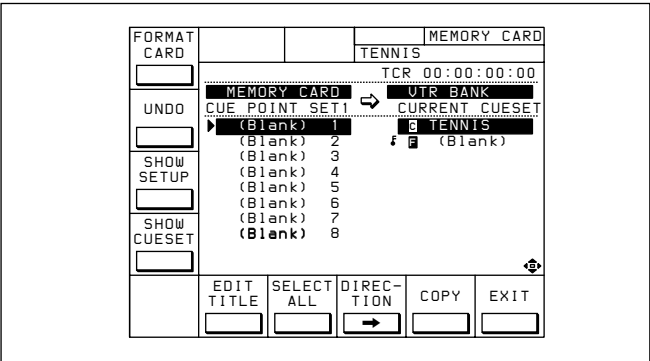 FORMAT
CARD
MEMORY CARD
TENNIS
TCR 00:00:00:00
UNDO
MEMORY CARD
VTR BANK
CUE POINT SET1
CURRENT CUESET
(Blank) 1
C TENNIS
(Blank) 2
F (Blank)
SHOW
SETUP
(Blank) 3
(Blank) 4
(Blank) 5
(Blank) 6
(Blank) 7
(Blank) 8
SHOW
CUESET
EDIT
TITLE
SELECT
ALL
DIREC-
TION
COPY
EXIT